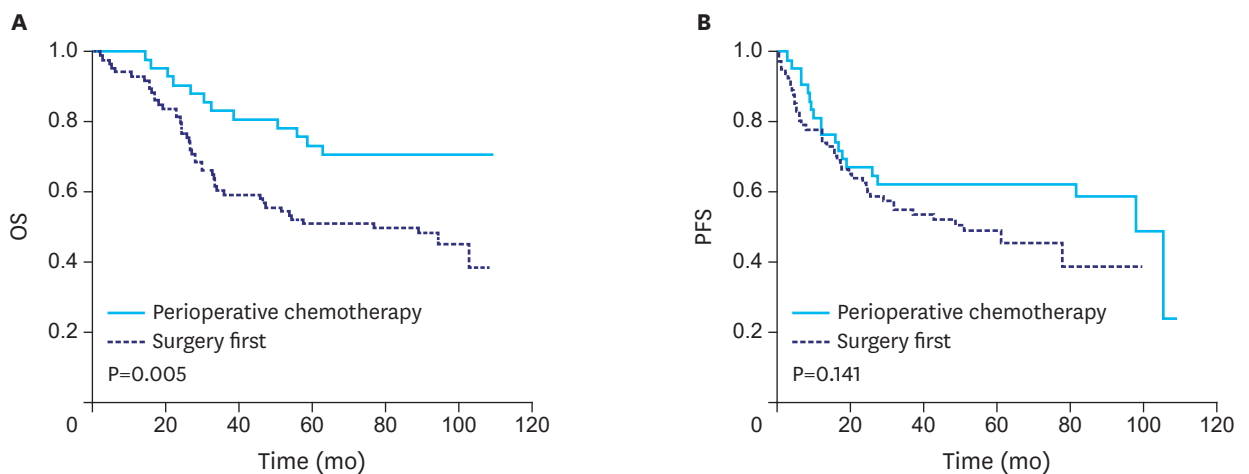 A
1.0
0.8
0.6
0.4
0.2
OS
Perioperative chemotherapy
Surgery first
P=0.005
0 20 40 60 80 100 120
Time (mo)
B
1.0
0.8
0.6
0.4
0.2
PFS
Perioperative chemotherapy
Surgery first
P=0.141
0 20 40 60 80 100 120
Time (mo)